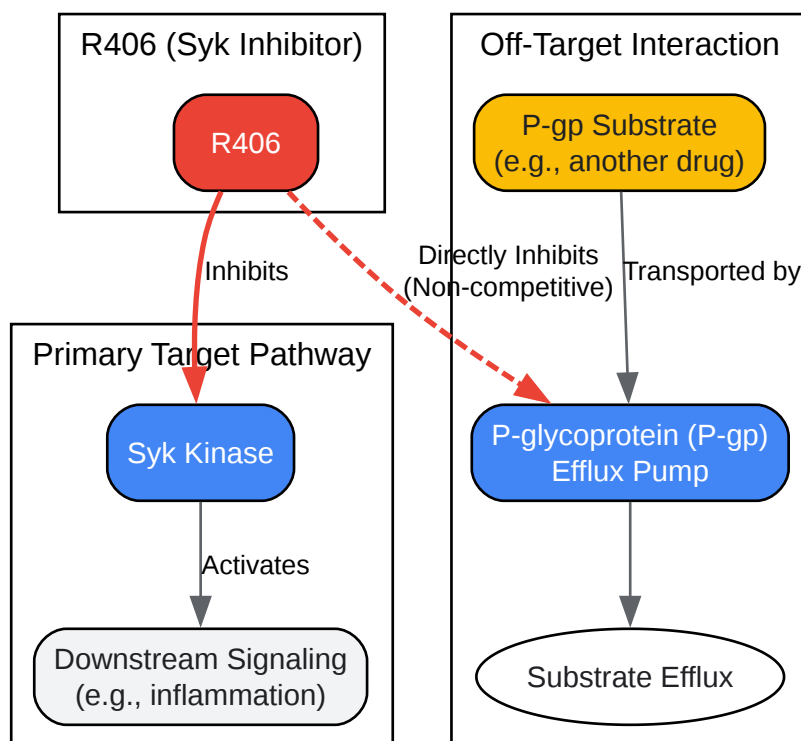 R406 (Syk Inhibitor)
R406
Off-Target Interaction
P-gp Substrate
(e.g., another drug)
Inhibits
Directly Inhibits
(Non-competitive)
Transported by
Primary Target Pathway
Syk Kinase
P-glycoprotein (P-gp)
Efflux Pump
Activates
Downstream Signaling
(e.g., inflammation)
Substrate Efflux